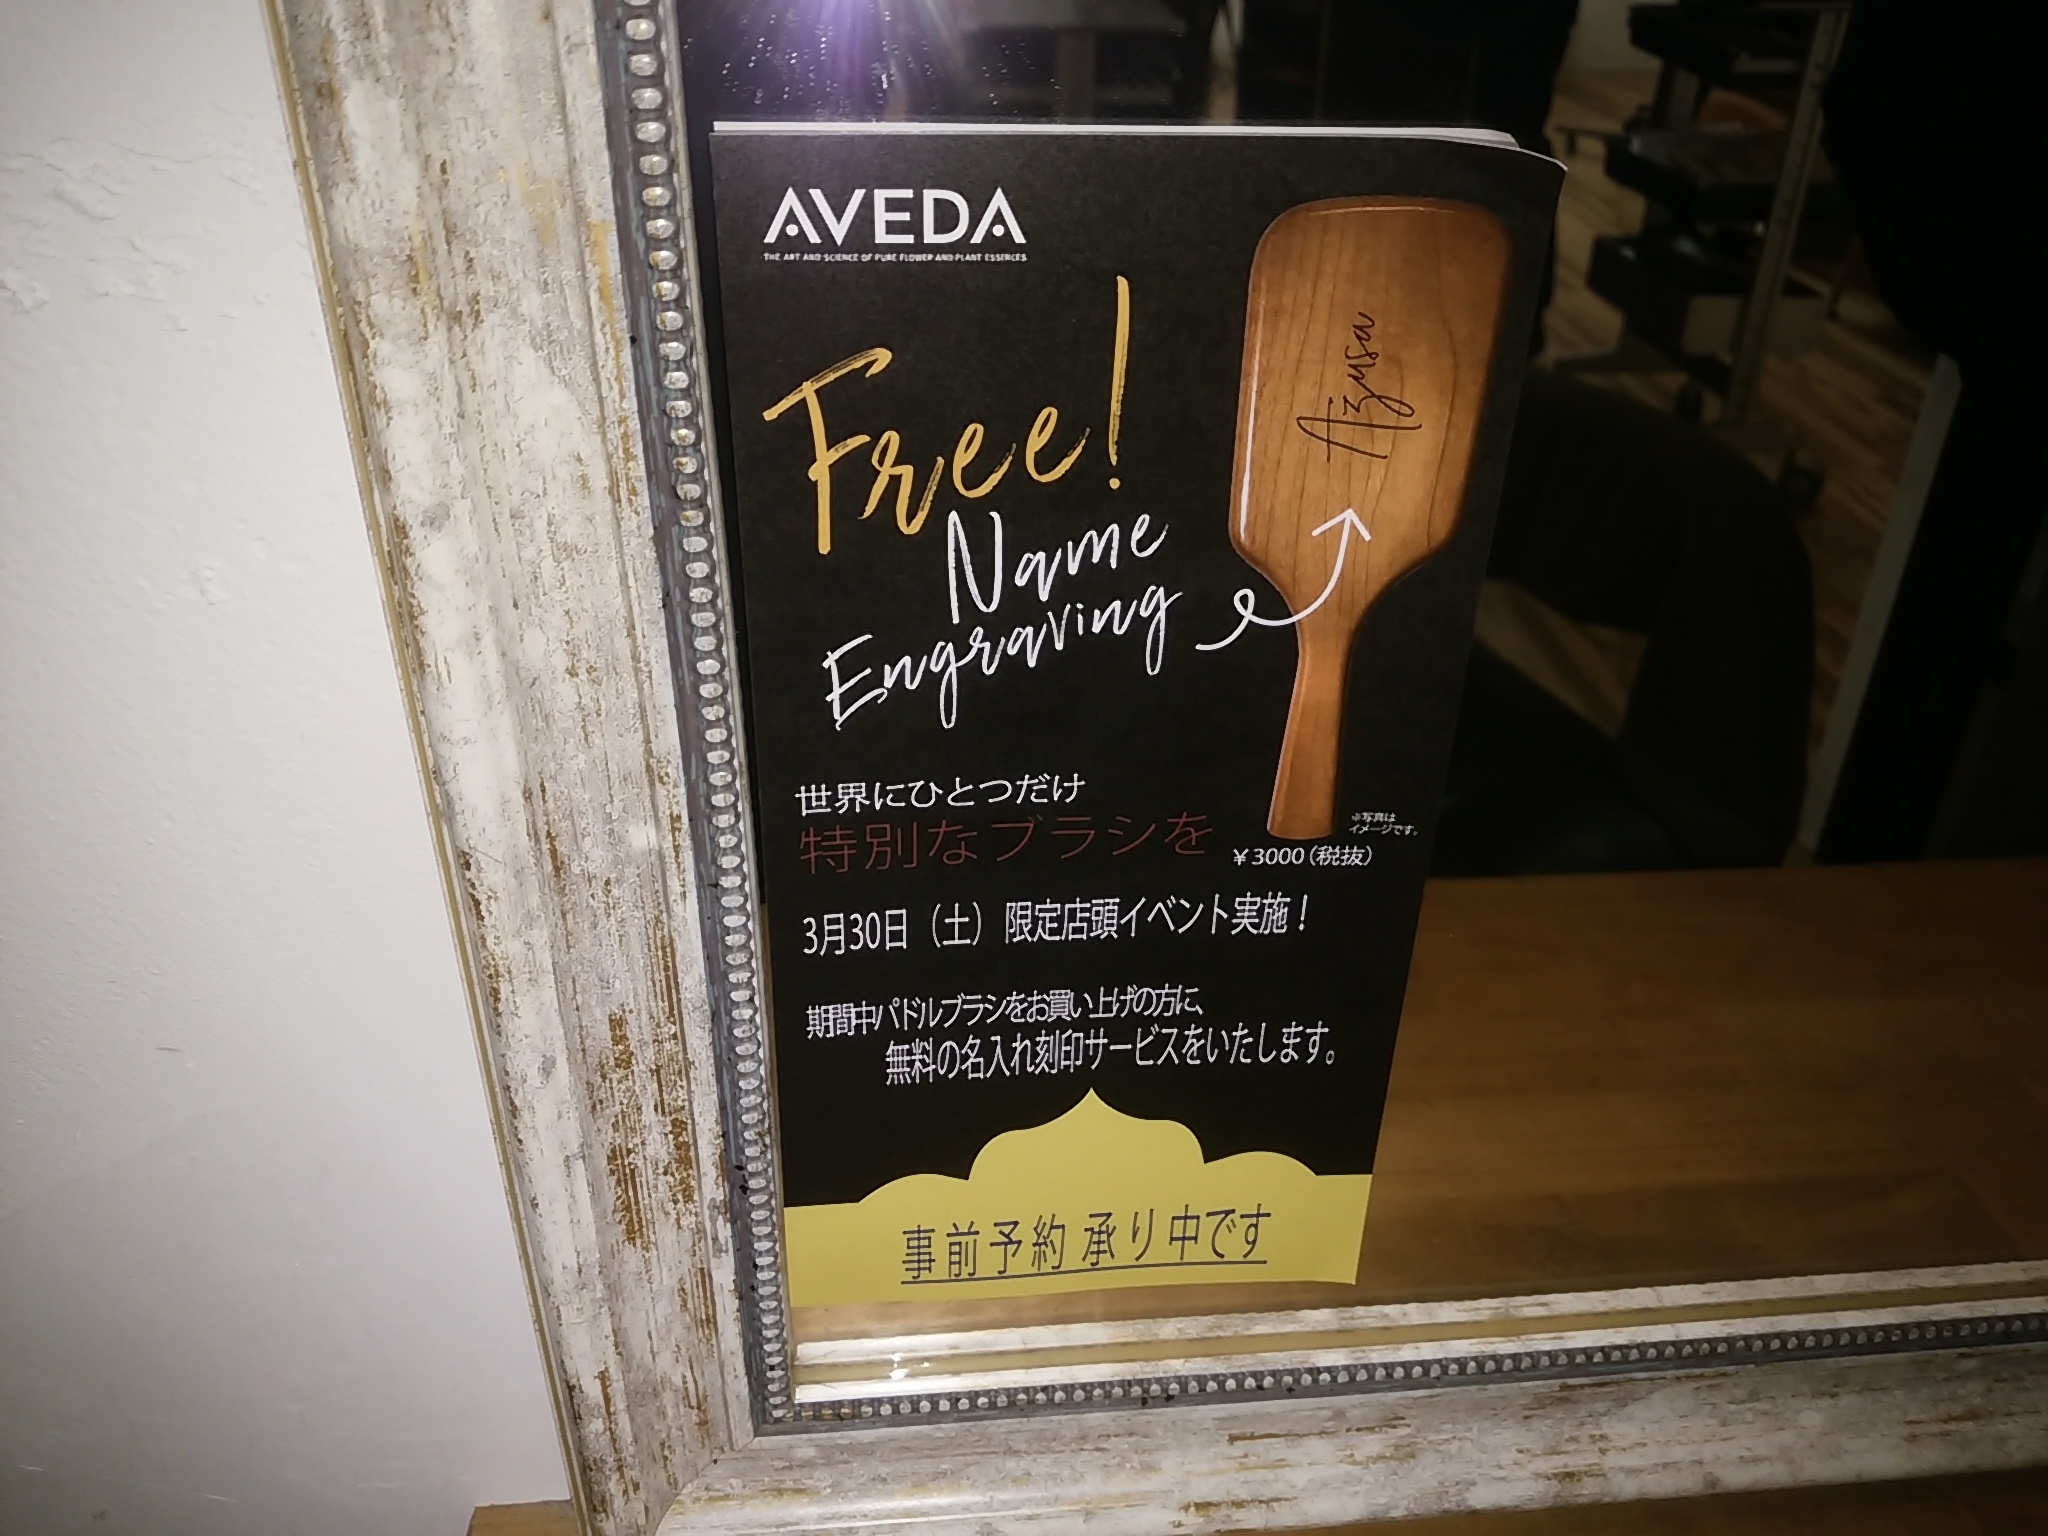 AVEDA
THE ART AND SCIENCE OF PURE FLOWER AND PLANT ESSENCES
Free!
Name
Engraving
Azusa
世界にひとつだけ
特別なブラシを
※写真は
イメージです。
¥3000(税抜)
3月30日(土) 限定店頭イベント実施!
期間中パドルブラシをお買い上げの方に、
無料の名入れ刻印サービスをいたします。
事前予約 承り中です